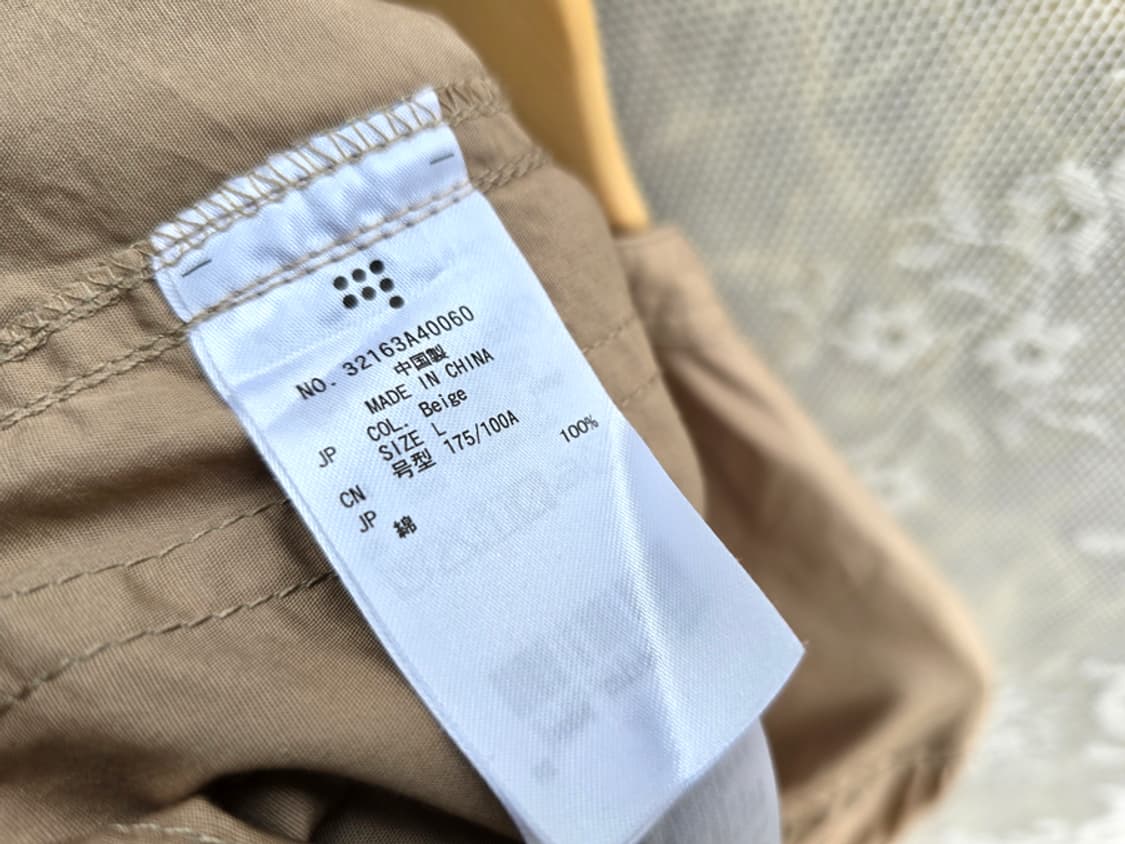 NO. 32163A40060
中国製
MADE IN CHINA
COL. Beige
JP SIZE L
CN 号型 175/100A
JP 綿 100%